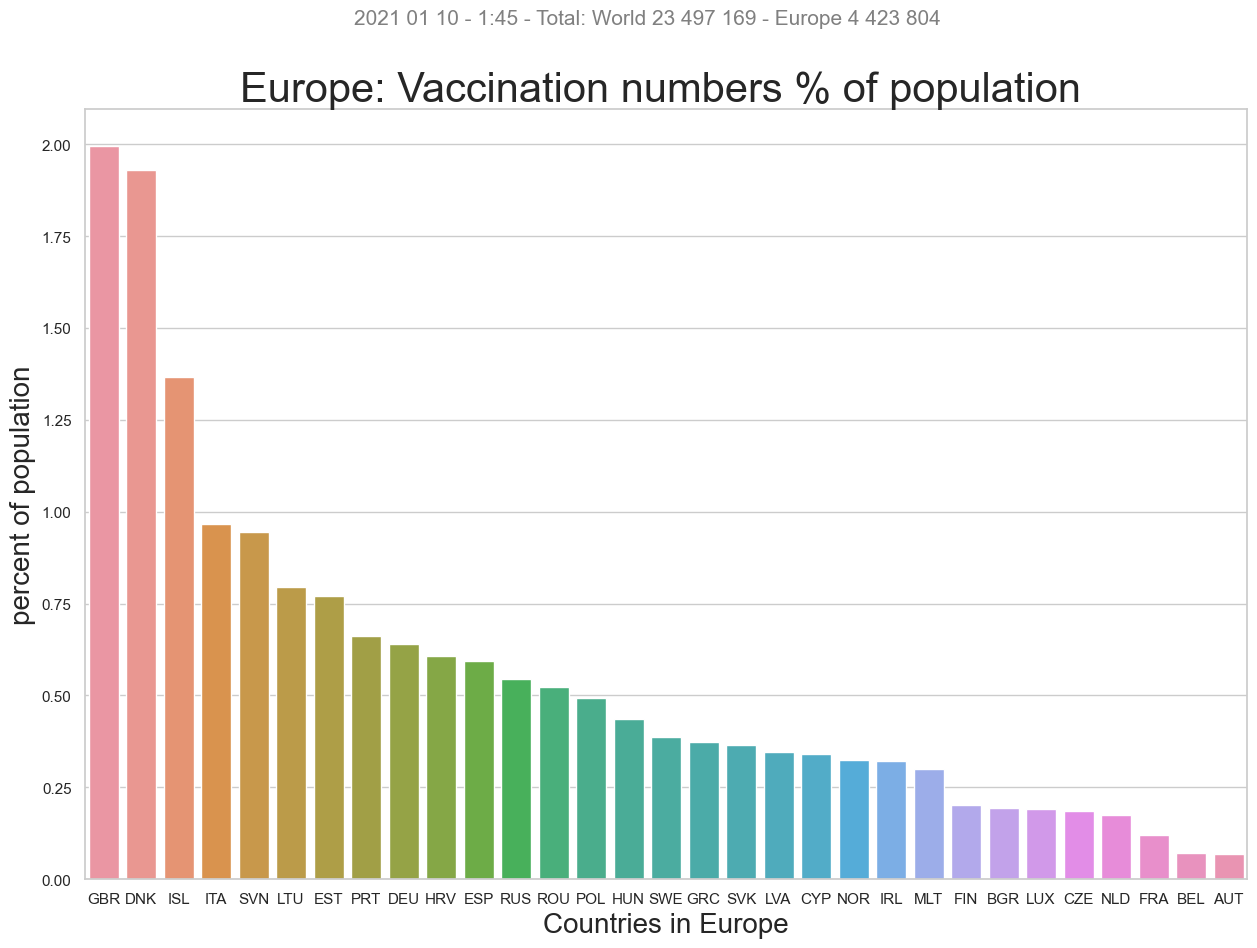 2021 01 10 - 1:45 - Total: World 23 497 169 - Europe 4 423 804
Europe: Vaccination numbers % of population
percent of population
2.00
1.75
1.50
1.25
1.00
0.75
0.50
0.25
0.00
GBR DNK ISL ITA SVN LTU EST PRT DEU HRV ESP RUS ROU POL HUN SWE GRC SVK LVA CYP NOR IRL MLT FIN BGR LUX CZE NLD FRA BEL AUT
Countries in Europe